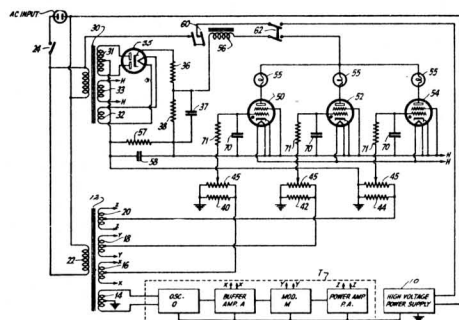 AC INPUT
24
30
31
35
33
32
H
H
60
62
56
36
37
38
57
58
55
55
55
50
52
54
71
70
71
70
71
70
H
H
45
40
45
42
45
44
12
20
18
16
14
22
Z
Z
Y
Y
X
X
T
X X
Y Y
Z Z
10
OSC. O
BUFFER AMP. A
MOD. M
POWER AMP. P.A.
HIGH VOLTAGE POWER SUPPLY